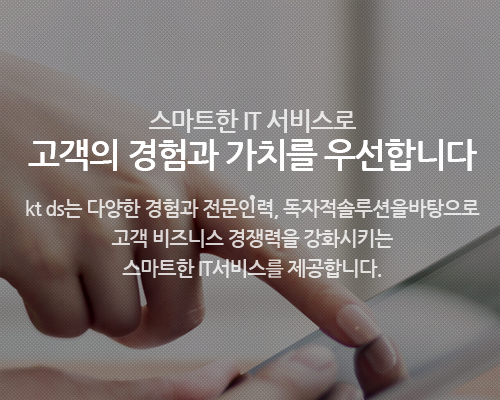 스마트한 IT 서비스로
고객의 경험과 가치를 우선합니다
kt ds는 다양한 경험과 전문인력, 독자적솔루션을바탕으로
고객 비즈니스 경쟁력을 강화시키는
스마트한 IT서비스를 제공합니다.